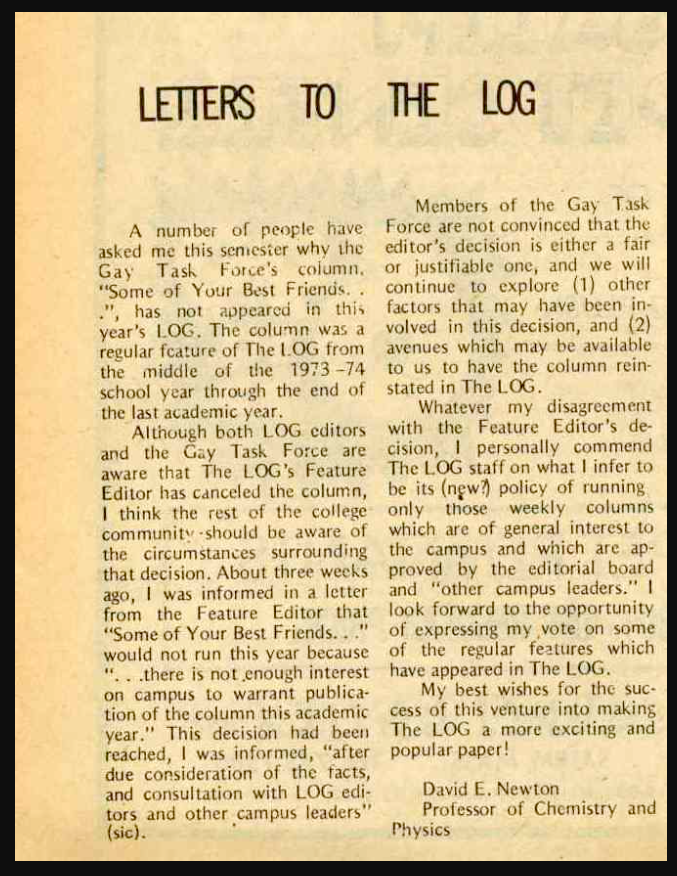 LETTERS TO THE LOG
A number of people have
asked me this semester why the
Gay Task Force's column,
"Some of Your Best Friends. .
.", has not appeared in this
year's LOG. The column was a
regular feature of The LOG from
the middle of the 1973-74
school year through the end of
the last academic year.
Although both LOG editors
and the Gay Task Force are
aware that The LOG's Feature
Editor has canceled the column,
I think the rest of the college
community should be aware of
the circumstances surrounding
that decision. About three weeks
ago, I was informed in a letter
from the Feature Editor that
"Some of Your Best Friends. . ."
would not run this year because
". . .there is not enough interest
on campus to warrant publica-
tion of the column this academic
year." This decision had been
reached, I was informed, "after
due consideration of the facts,
and consultation with LOG edi-
tors and other campus leaders"
(sic).
Members of the Gay Task
Force are not convinced that the
editor's decision is either a fair
or justifiable one, and we will
continue to explore (1) other
factors that may have been in-
volved in this decision, and (2)
avenues which may be available
to us to have the column rein-
stated in The LOG.
Whatever my disagreement
with the Feature Editor's de-
cision, I personally commend
The LOG staff on what I infer to
be its (new?) policy of running
only those weekly columns
which are of general interest to
the campus and which are ap-
proved by the editorial board
and "other campus leaders." I
look forward to the opportunity
of expressing my vote on some
of the regular features which
have appeared in The LOG.
My best wishes for the suc-
cess of this venture into making
The LOG a more exciting and
popular paper!
David E. Newton
Professor of Chemistry and
Physics